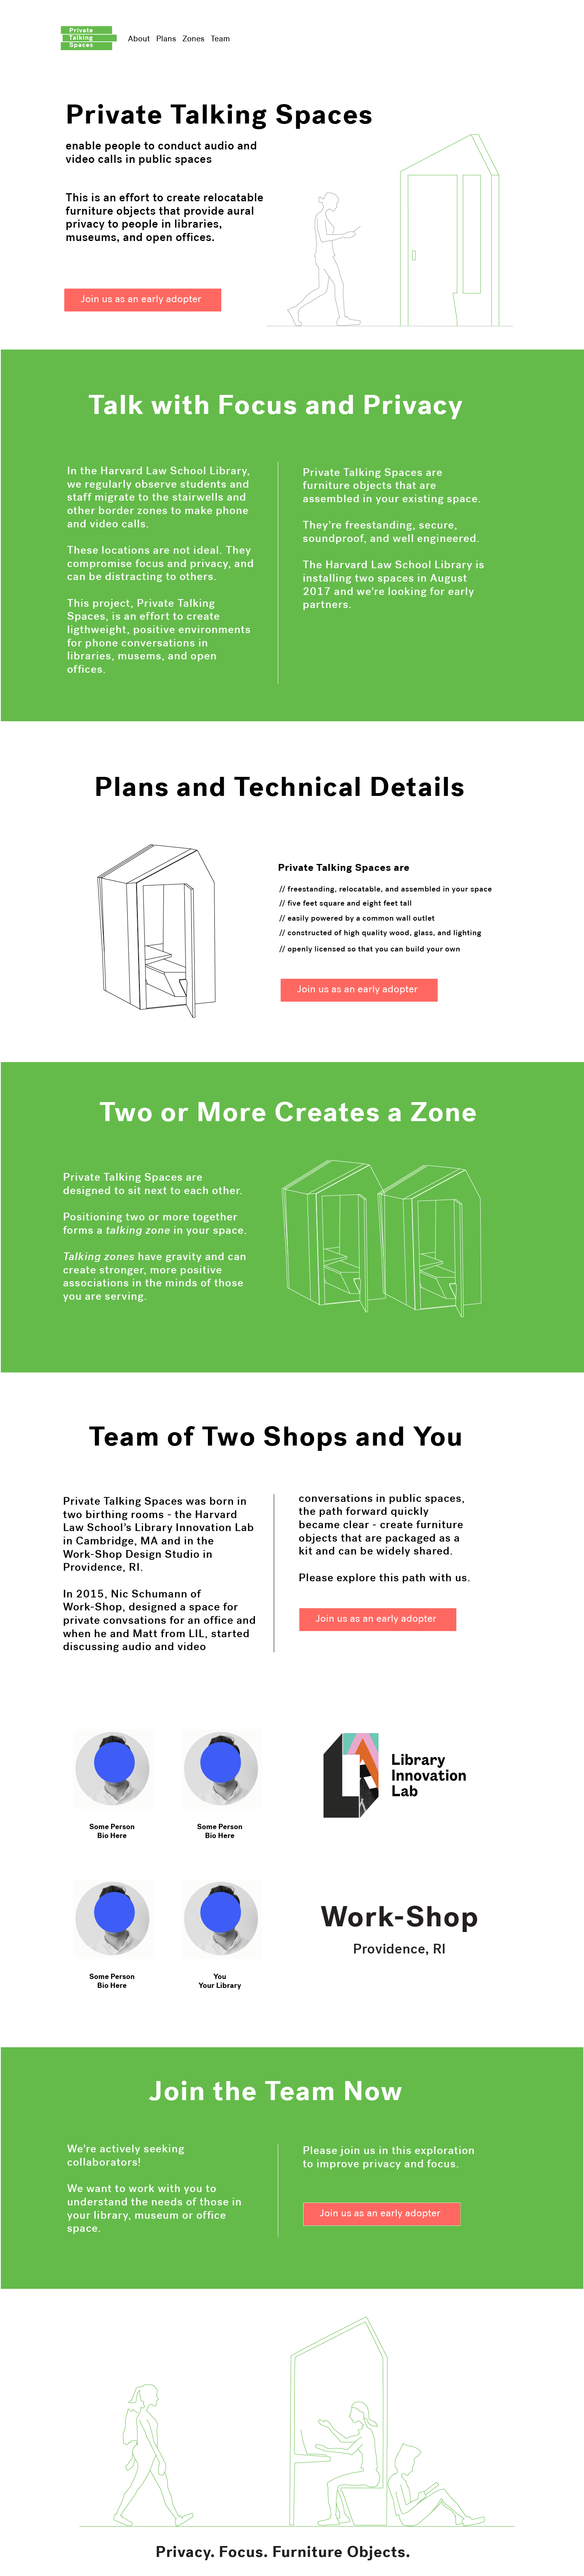 Private
Talking
Spaces
About Plans Zones Team
Private Talking Spaces
enable people to conduct audio and
video calls in public spaces
This is an effort to create relocatable
furniture objects that provide aural
privacy to people in libraries,
museums, and open offices.
Join us as an early adopter
Talk with Focus and Privacy
In the Harvard Law School Library,
we regularly observe students and
staff migrate to the stairwells and
other border zones to make phone
and video calls.
These locations are not ideal. They
compromise focus and privacy, and
can be distracting to others.
This project, Private Talking
Spaces, is an effort to create
ligthweight, positive environments
for phone conversations in
libraries, musems, and open
offices.
Private Talking Spaces are
furniture objects that are
assembled in your existing space.
They're freestanding, secure,
soundproof, and well engineered.
The Harvard Law School Library is
installing two spaces in August
2017 and we're looking for early
partners.
Plans and Technical Details
Private Talking Spaces are
// freestanding, relocatable, and assembled in your space
// five feet square and eight feet tall
// easily powered by a common wall outlet
// constructed of high quality wood, glass, and lighting
// openly licensed so that you can build your own
Join us as an early adopter
Two or More Creates a Zone
Private Talking Spaces are
designed to sit next to each other.
Positioning two or more together
forms a talking zone in your space.
Talking zones have gravity and can
create stronger, more positive
associations in the minds of those
you are serving.
Team of Two Shops and You
Private Talking Spaces was born in
two birthing rooms - the Harvard
Law School's Library Innovation Lab
in Cambridge, MA and in the
Work-Shop Design Studio in
Providence, RI.
In 2015, Nic Schumann of
Work-Shop, designed a space for
private convsations for an office and
when he and Matt from LIL, started
discussing audio and video
conversations in public spaces,
the path forward quickly
became clear - create furniture
objects that are packaged as a
kit and can be widely shared.
Please explore this path with us.
Join us as an early adopter
Some Person
Bio Here
Some Person
Bio Here
Library
Innovation
Lab
Some Person
Bio Here
You
Your Library
Work-Shop
Providence, RI
Join the Team Now
We're actively seeking
collaborators!
We want to work with you to
understand the needs of those in
your library, museum or office
space.
Please join us in this exploration
to improve privacy and focus.
Join us as an early adopter
Privacy. Focus. Furniture Objects.